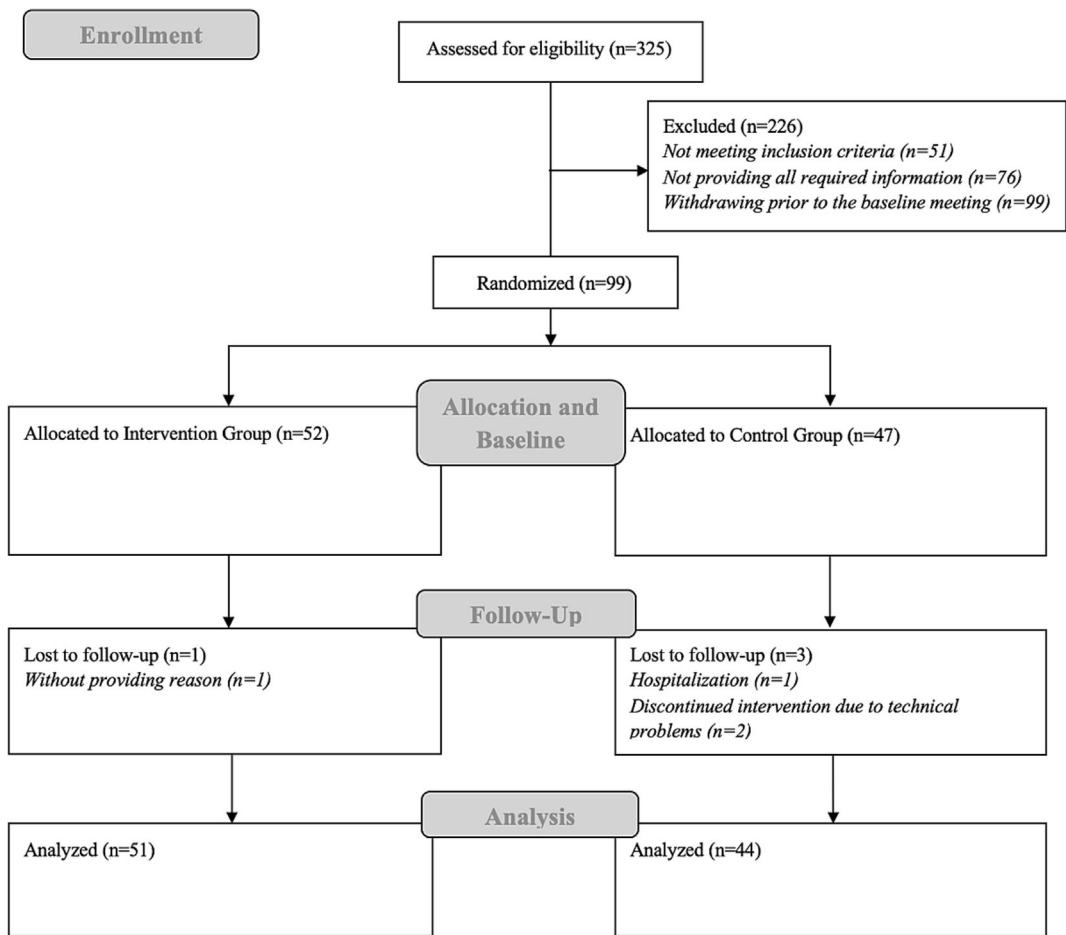 Enrollment
Assessed for eligibility (n=325)
Excluded (n=226)
Not meeting inclusion criteria (n=51)
Not providing all required information (n=76)
Withdrawing prior to the baseline meeting (n=99)
Randomized (n=99)
Allocation and
Baseline
Allocated to Intervention Group (n=52)
Allocated to Control Group (n=47)
Follow-Up
Lost to follow-up (n=1)
Without providing reason (n=1)
Lost to follow-up (n=3)
Hospitalization (n=1)
Discontinued intervention due to technical
problems (n=2)
Analysis
Analyzed (n=51)
Analyzed (n=44)